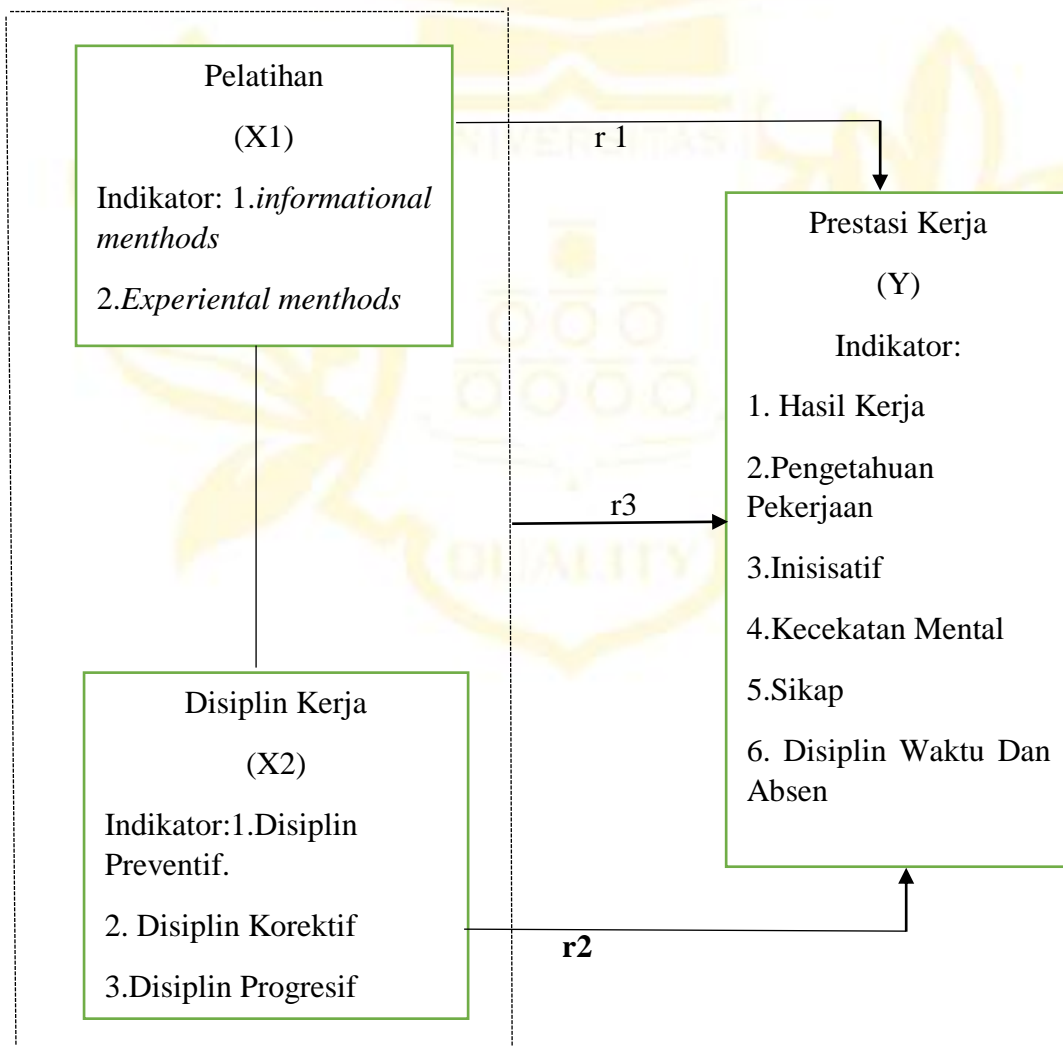 Pelatihan
(X1)
Indikator: 1.informational
menthods
2.Experiental menthods
r 1
UNIVERSITAS
Prestasi Kerja
(Y)
Indikator:
1. Hasil Kerja
2.Pengetahuan
Pekerjaan
3.Inisisatif
4.Kecekatan Mental
5.Sikap
6. Disiplin Waktu Dan
Absen
r3
QUALITY
Disiplin Kerja
(X2)
Indikator:1.Disiplin
Preventif.
2. Disiplin Korektif
3.Disiplin Progresif
r2